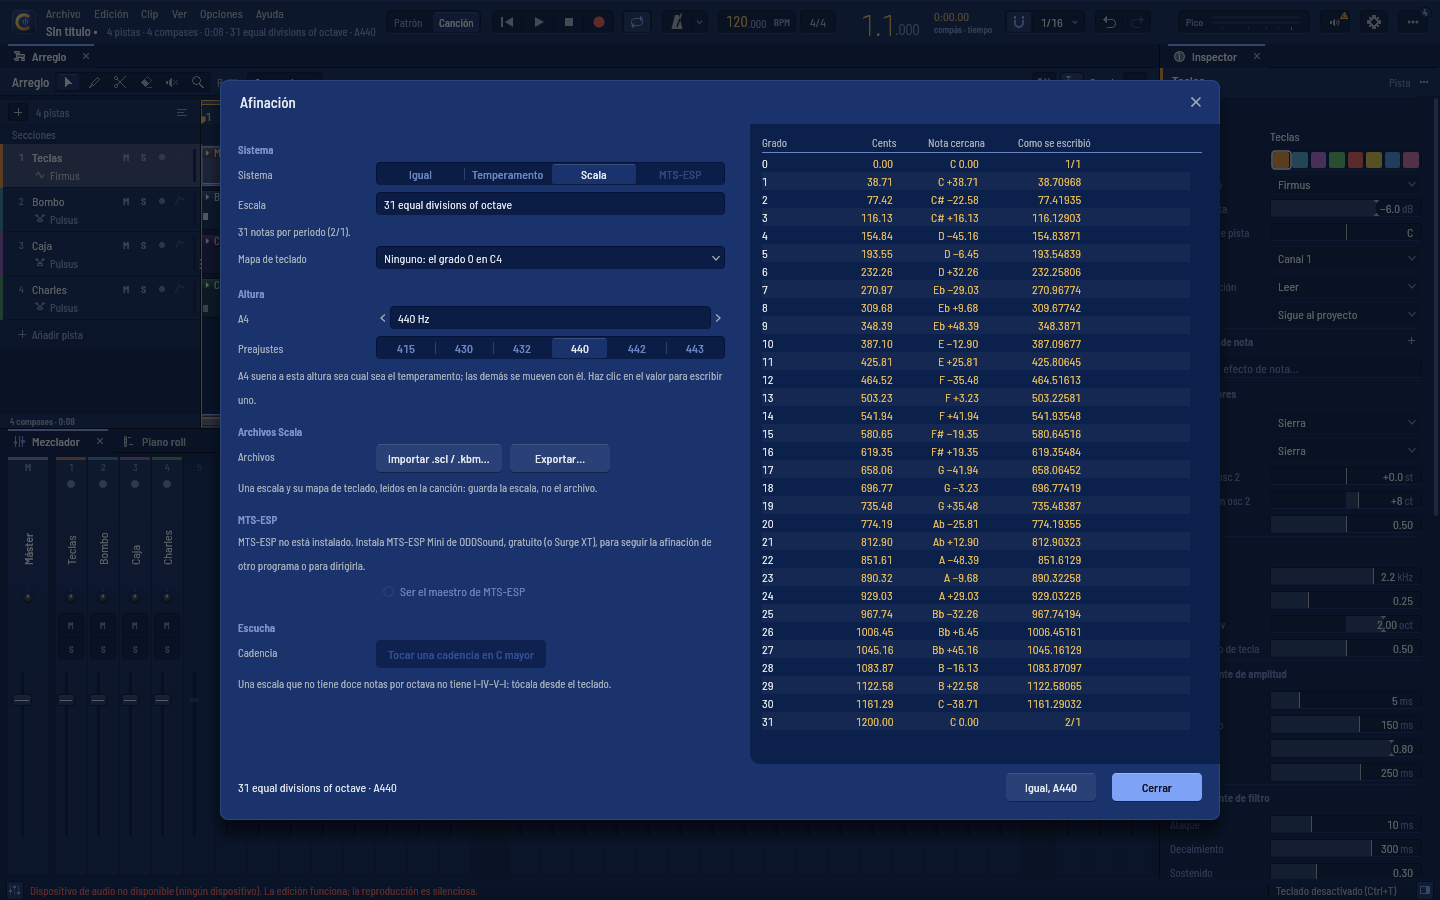 Archivo Edición Clip Ver Opciones Ayuda
Sin título • 4 pistas · 4 compases · 0:08 · 31 equal divisions of octave · A440
Patrón Canción
120.000 BPM 4/4
1.1.000
0:00.00
compás · tiempo
1/16
Pico
Arreglo
Inspector
Arreglo
Pista
4 pistas
Secciones
1 Teclas M S
Firmus
2 Bombo M S
Pulsus
3 Caja M S
Pulsus
4 Charles M S
Pulsus
Añadir pista
4 compases · 0:08
Mezclador Piano roll
M 1 2 3 4 5
Máster Teclas Bombo Caja Charles
M M M M
S S S S
Afinación
Sistema
Sistema Igual Temperamento Scala MTS-ESP
Escala 31 equal divisions of octave
31 notas por periodo (2/1).
Mapa de teclado Ninguno: el grado 0 en C4
Altura
A4 440 Hz
Preajustes 415 430 432 440 442 443
A4 suena a esta altura sea cual sea el temperamento; las demás se mueven con él. Haz clic en el valor para escribir
uno.
Archivos Scala
Archivos Importar .scl / .kbm... Exportar...
Una escala y su mapa de teclado, leídos en la canción: guarda la escala, no el archivo.
MTS-ESP
MTS-ESP no está instalado. Instala MTS-ESP Mini de ODDSound, gratuito (o Surge XT), para seguir la afinación de
otro programa o para dirigirla.
Ser el maestro de MTS-ESP
Escucha
Cadencia Tocar una cadencia en C mayor
Una escala que no tiene doce notas por octava no tiene I-IV-V-I: tócala desde el teclado.
Grado Cents Nota cercana Como se escribió
0 0.00 C 0.00 1/1
1 38.71 C +38.71 38.70968
2 77.42 C# −22.58 77.41935
3 116.13 C# +16.13 116.12903
4 154.84 D −45.16 154.83871
5 193.55 D −6.45 193.54839
6 232.26 D +32.26 232.25806
7 270.97 Eb −29.03 270.96774
8 309.68 Eb +9.68 309.67742
9 348.39 Eb +48.39 348.3871
10 387.10 E −12.90 387.09677
11 425.81 E +25.81 425.80645
12 464.52 F −35.48 464.51613
13 503.23 F +3.23 503.22581
14 541.94 F +41.94 541.93548
15 580.65 F# −19.35 580.64516
16 619.35 F# +19.35 619.35484
17 658.06 G −41.94 658.06452
18 696.77 G −3.23 696.77419
19 735.48 G +35.48 735.48387
20 774.19 Ab −25.81 774.19355
21 812.90 Ab +12.90 812.90323
22 851.61 A −48.39 851.6129
23 890.32 A −9.68 890.32258
24 929.03 A +29.03 929.03226
25 967.74 Bb −32.26 967.74194
26 1006.45 Bb +6.45 1006.45161
27 1045.16 Bb +45.16 1045.16129
28 1083.87 B −16.13 1083.87097
29 1122.58 B +22.58 1122.58065
30 1161.29 C −38.71 1161.29032
31 1200.00 C 0.00 2/1
31 equal divisions of octave · A440
Igual, A440 Cerrar
Teclas
Firmus
−6.0 dB
e pista C
Canal 1
Leer
Sigue al proyecto
de nota
efecto de nota...
Sierra
Sierra
osc 2 +0.0 st
osc 2 +8 ct
0.50
2.2 kHz
0.25
2.00 oct
de tecla 0.50
de amplitud
5 ms
150 ms
0.80
250 ms
de filtro
Ataque 10 ms
Decaimiento 300 ms
Sostenido 0.30
Dispositivo de audio no disponible (ningún dispositivo). La edición funciona; la reproducción es silenciosa.
Teclado desactivado (Ctrl+T)